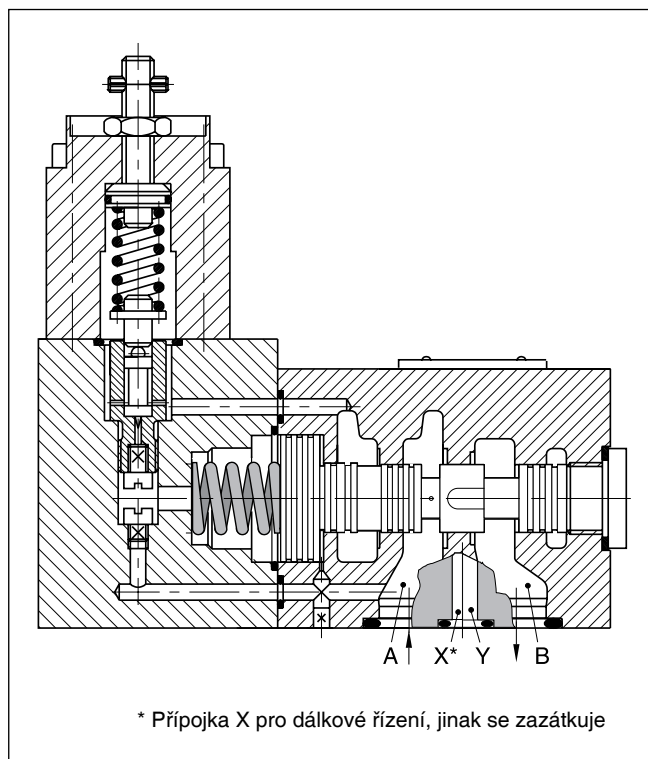 A X* Y B
* Přípojka X pro dálkové řízení, jinak se zazátkuje